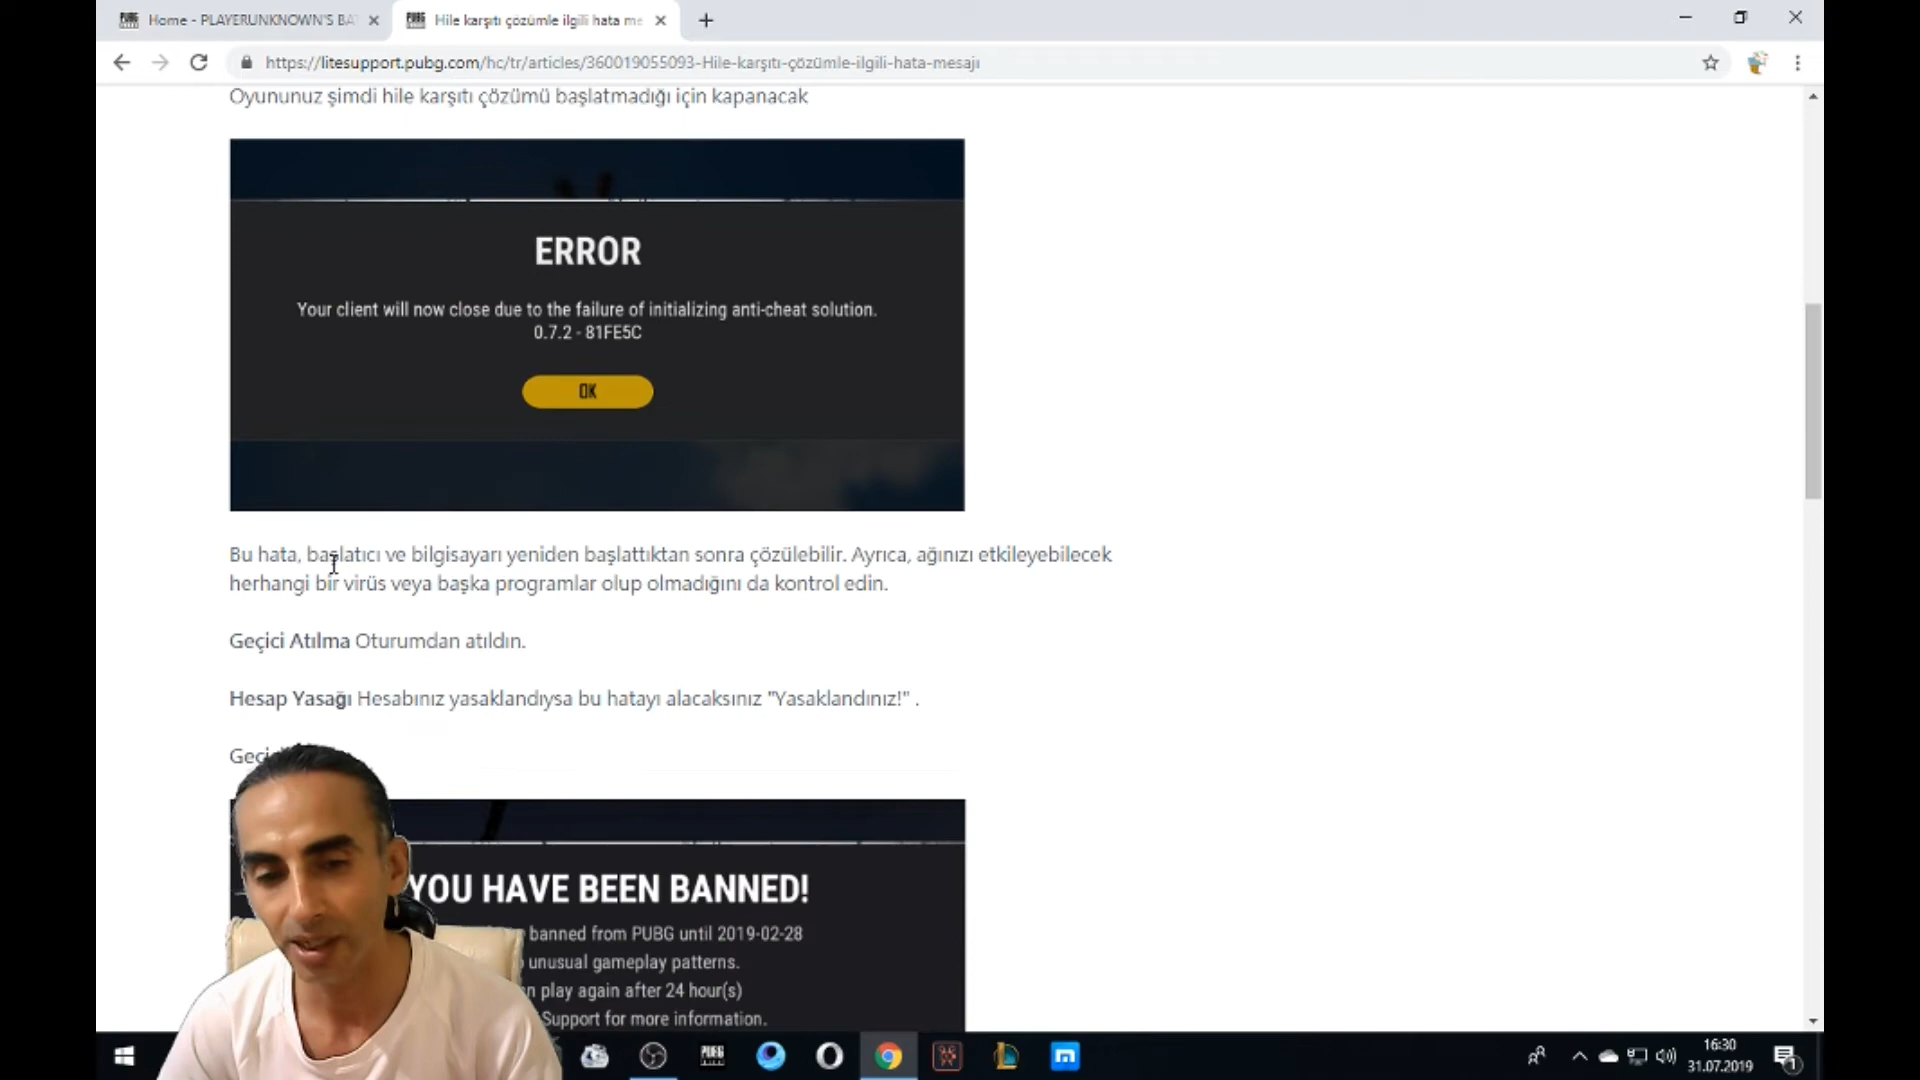 Home - PLAYERUNKNOWN'S BA
Hile karşıtı çözümle ilgili hata me
https://litesupport.pubg.com/hc/tr/articles/360019055093-Hile-karşıtı-çözümle-ilgili-hata-mesajı
Oyununuz şimdi hile karşıtı çözümü başlatmadığı için kapanacak
ERROR
Your client will now close due to the failure of initializing anti-cheat solution.
0.7.2 - 81FE5C
OK
Bu hata, başlatıcı ve bilgisayarı yeniden başlattıktan sonra çözülebilir. Ayrıca, ağınızı etkileyebilecek
herhangi bir virüs veya başka programlar olup olmadığını da kontrol edin.
Geçici Atılma Oturumdan atıldın.
Hesap Yasağı Hesabınız yasaklandıysa bu hatayı alacaksınız "Yasaklandınız!" .
YOU HAVE BEEN BANNED!
banned from PUBG until 2019-02-28
unusual gameplay patterns.
play again after 24 hour(s)
Support for more information.
PUBG
16:30
31.07.2019
1